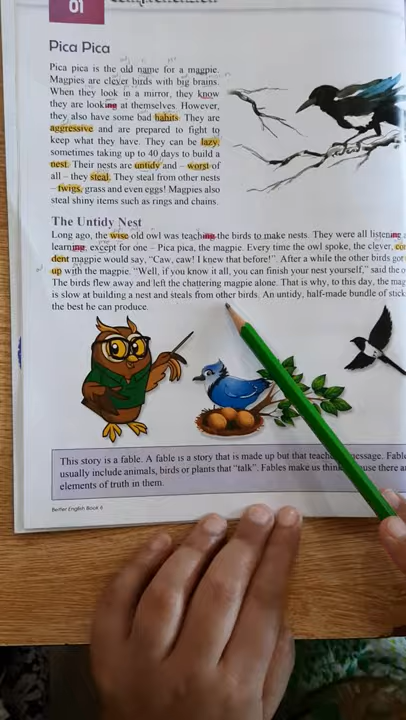 01
Comprehension
Pica Pica
Pica pica is the old name for a magpie.
Magpies are clever birds with big brains.
When they look in a mirror, they know
they are looking at themselves. However,
they also have some bad habits. They are
aggressive and are prepared to fight to
keep what they have. They can be lazy,
sometimes taking up to 40 days to build a
nest. Their nests are untidy and – worst of
all – they steal. They steal from other nests
– twigs, grass and even eggs! Magpies also
steal shiny items such as rings and chains.
The Untidy Nest
Long ago, the wise old owl was teaching the birds to make nests. They were all listening
learning, except for one – Pica pica, the magpie. Every time the owl spoke, the clever,
dent magpie would say, “Caw, caw! I knew that before!”. After a while the other birds got
up with the magpie. “Well, if you know it all, you can finish your nest yourself,” said the
The birds flew away and left the chattering magpie alone. That is why, to this day, the mag
is slow at building a nest and steals from other birds. An untidy, half-made bundle of stick
the best he can produce.
This story is a fable. A fable is a story that is made up but that teach message. Fable
usually include animals, birds or plants that “talk”. Fables make us thin use there a
elements of truth in them.
Better English Book 6